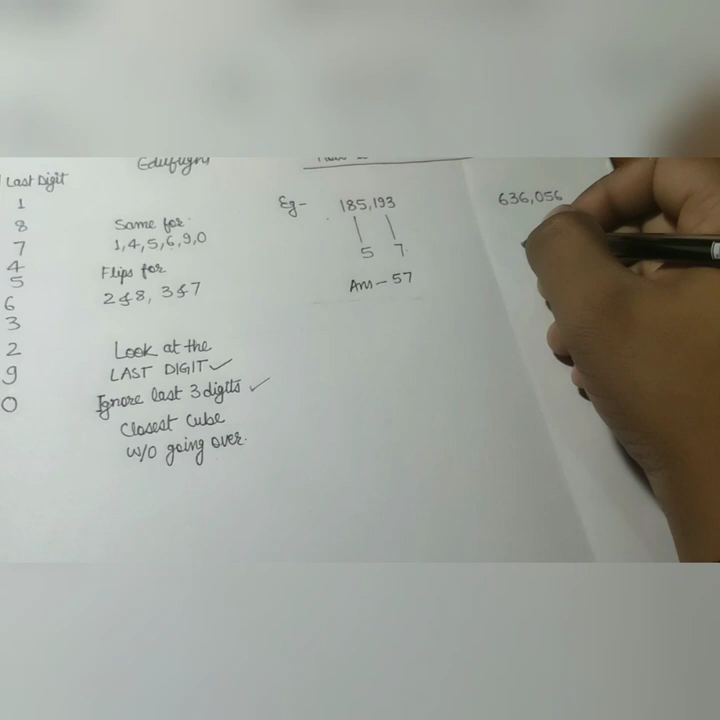 Edufugni
Last Digit
1
8
7
4
5
6
3
2
9
0
Same for
1,4,5,6,9,0
Flips for
2&8, 3&7
Look at the
LAST DIGIT ✓
Ignore last 3 digits ✓
Closest Cube
w/o going over.
Eg- 185,193
5 7
Ans - 57
636,056